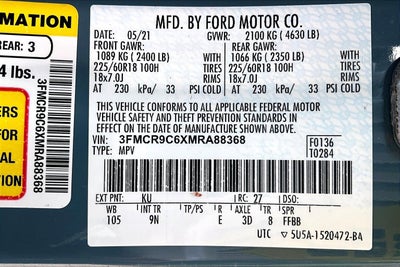 MFD. BY FORD MOTOR CO.
DATE: 05/21 GVWR: 2100 KG ( 4630 LB)
FRONT GAWR: REAR GAWR:
1089 KG ( 2400 LB) WITH 1066 KG ( 2350 LB) WITH
225/60R18 100H TIRES 225/60R18 100H TIRES
18x7.0J RIMS 18x7.0J RIMS
AT 230 kPa/ 33 PSI COLD AT 230 kPa/ 33 PSI COLD
THIS VEHICLE CONFORMS TO ALL APPLICABLE FEDERAL MOTOR
VEHICLE SAFETY AND THEFT PREVENTION STANDARDS IN
EFFECT ON THE DATE OF MANUFACTURE SHOWN ABOVE.
VIN: 3FMCR9C6XMRA88368 F0136
TYPE: MPV T0284
EXT PNT: KU RC: 27 DSO:
WB INT TR TP/PS R AXLE TR SPR
105 9N E 3D 8 FFBB
UTC ▽ 5U5A-1520472-BA
MATION
REAR: 3
4 lbs.
3FMCR9C6XMRA88368